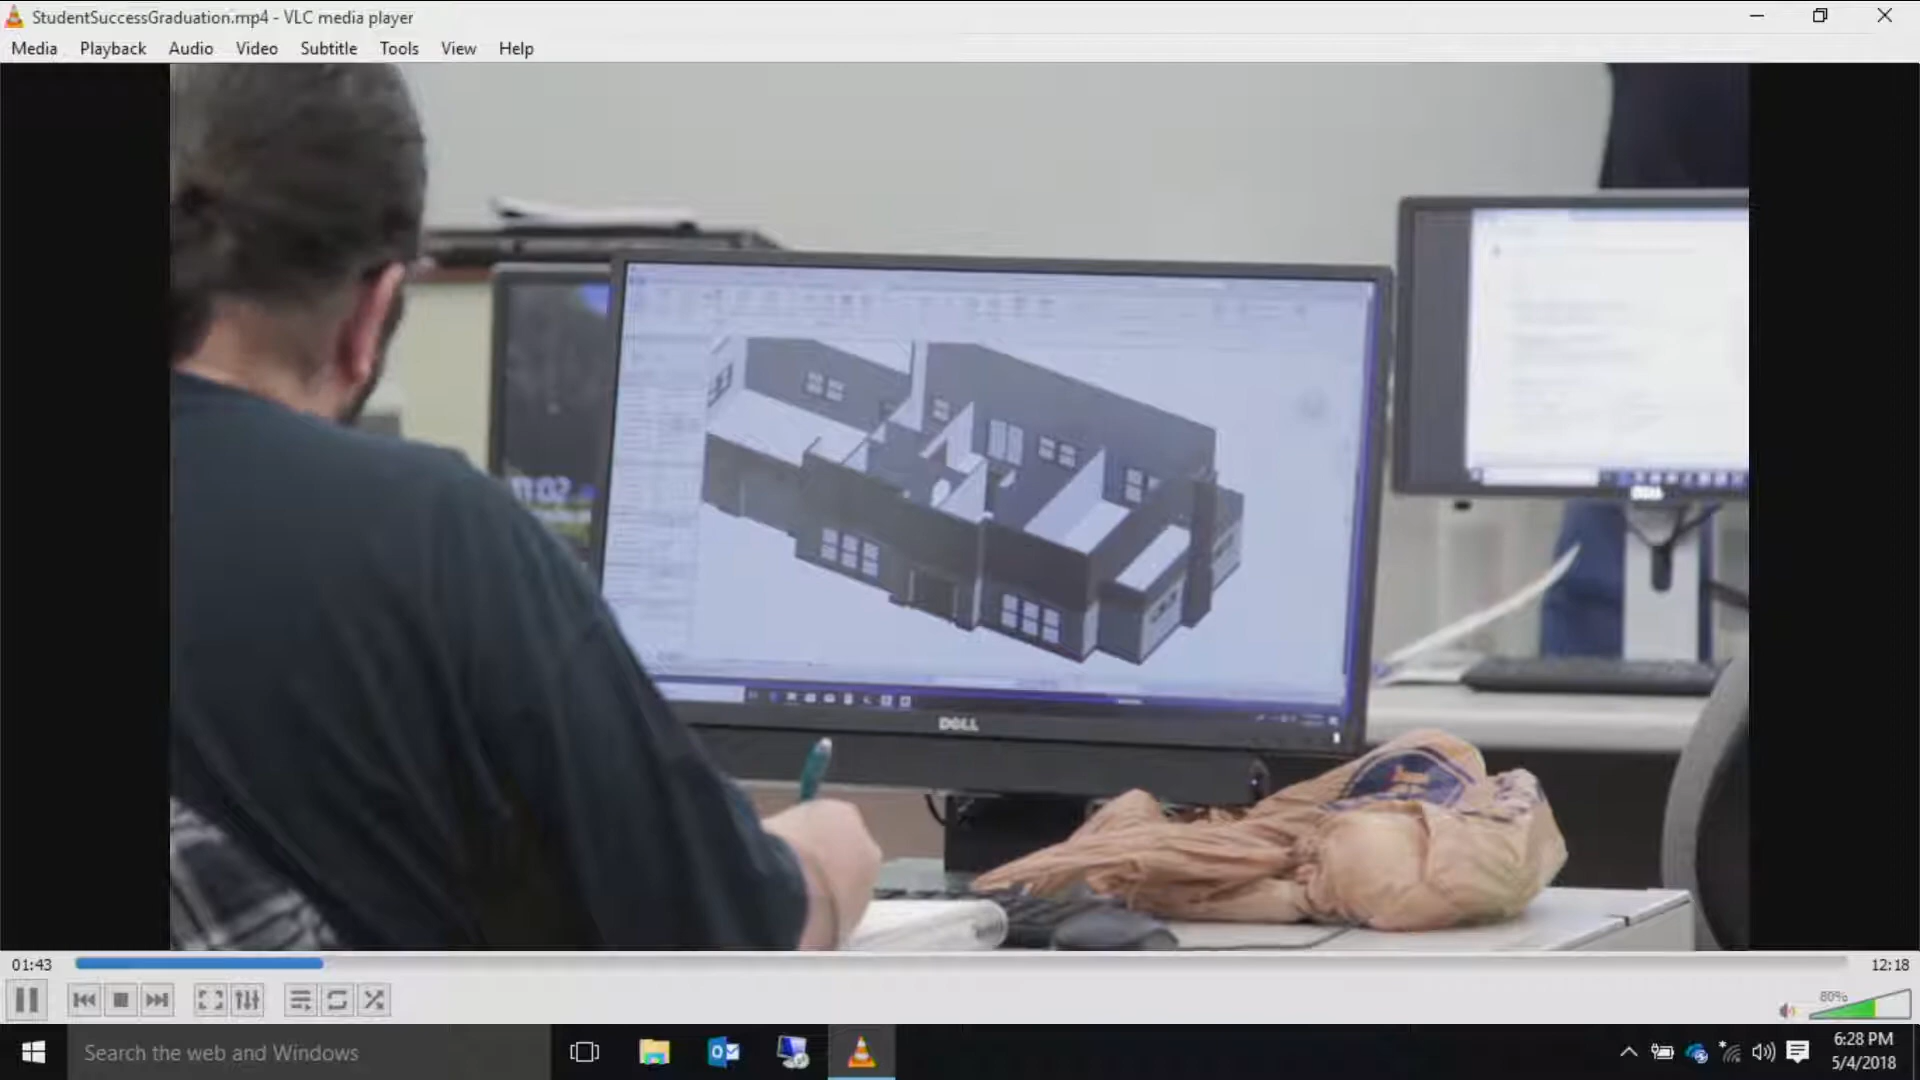 StudentSuccessGraduation.mp4 - VLC media player
Media Playback Audio Video Subtitle Tools View Help
DELL
DELL
01:43
12:18
80%
Search the web and Windows
6:28 PM
5/4/2018